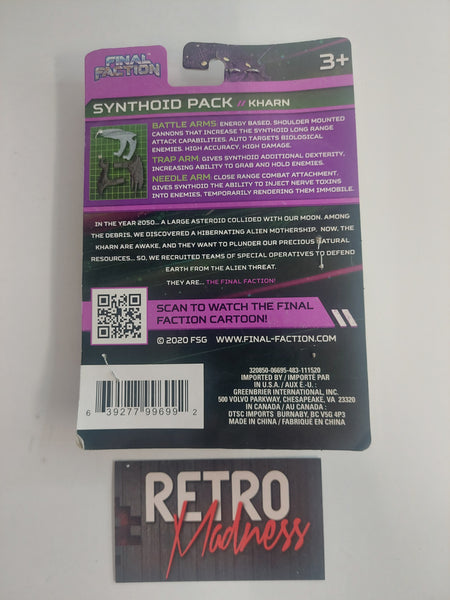 FINAL
FACTION
3+
SYNTHOID PACK // KHARN
BATTLE ARMS: ENERGY BASED, SHOULDER MOUNTED
CANNONS THAT INCREASE THE SYNTHOID LONG RANGE
ATTACK CAPABILITIES. AUTO TARGETS BIOLOGICAL
ENEMIES. HIGH ACCURACY, HIGH DAMAGE.
TRAP ARM: GIVES SYNTHOID ADDITIONAL DEXTERITY,
INCREASING ABILITY TO GRAB AND HOLD ENEMIES.
NEEDLE ARM: CLOSE RANGE COMBAT ATTACHMENT,
GIVES SYNTHOID THE ABILITY TO INJECT NERVE TOXINS
INTO ENEMIES, TEMPORARILY RENDERING THEM IMMOBILE.
IN THE YEAR 2050... A LARGE ASTEROID COLLIDED WITH OUR MOON. AMONG
THE DEBRIS, WE DISCOVERED A HIBERNATING ALIEN MOTHERSHIP. NOW, THE
KHARN ARE AWAKE, AND THEY WANT TO PLUNDER OUR PRECIOUS NATURAL
RESOURCES... SO, WE RECRUITED TEAMS OF SPECIAL OPERATIVES TO DEFEND
EARTH FROM THE ALIEN THREAT.
THEY ARE... THE FINAL FACTION!
SCAN TO WATCH THE FINAL
FACTION CARTOON!
© 2020 FSG WWW.FINAL-FACTION.COM
320850-06695-483-111520
IMPORTED BY / IMPORTÉ PAR
IN U.S.A. / AUX É.U. :
GREENBRIER INTERNATIONAL, INC.
500 VOLVO PARKWAY, CHESAPEAKE, VA 23320
IN CANADA / AU CANADA :
DTSC IMPORTS BURNABY, BC V5G 4P3
MADE IN CHINA / FABRIQUÉ EN CHINA
6 39277 99699 2
RETRO
Madness